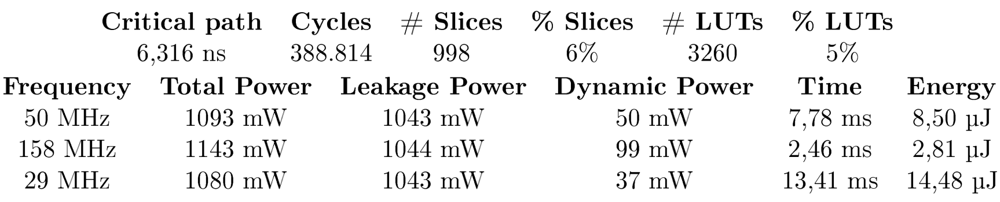 Critical path Cycles # Slices % Slices # LUTs % LUTs
6,316 ns 388.814 998 6% 3260 5%
Frequency Total Power Leakage Power Dynamic Power Time Energy
50 MHz 1093 mW 1043 mW 50 mW 7,78 ms 8,50 µJ
158 MHz 1143 mW 1044 mW 99 mW 2,46 ms 2,81 µJ
29 MHz 1080 mW 1043 mW 37 mW 13,41 ms 14,48 µJ